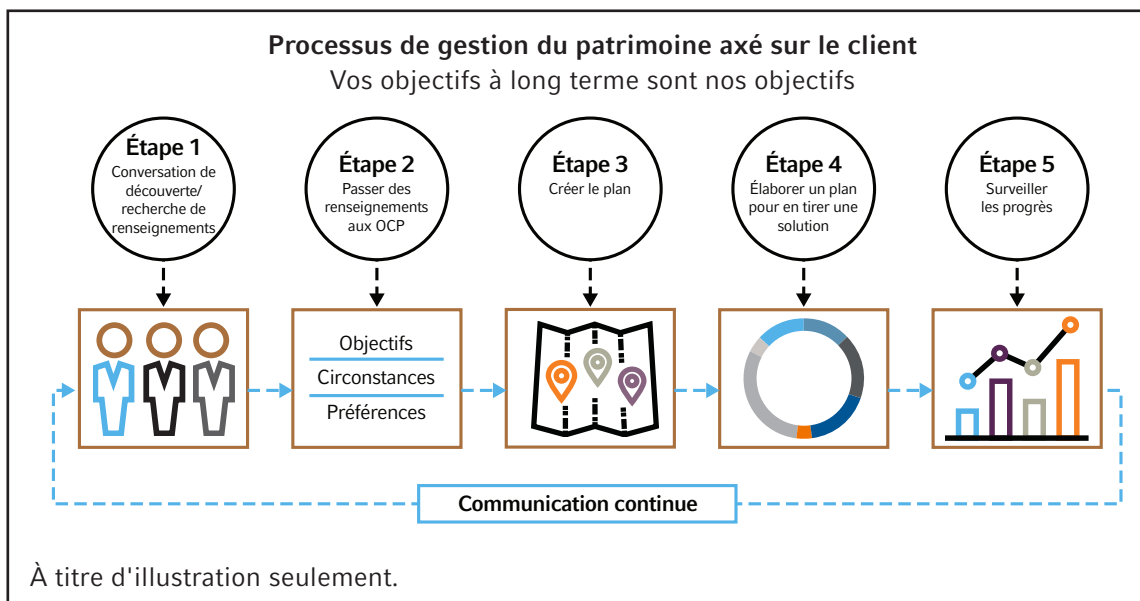 Processus de gestion du patrimoine axé sur le client
Vos objectifs à long terme sont nos objectifs
Étape 1
Conversation de
découverte/
recherche de
renseignements
Étape 2
Passer des
renseignements
aux OCP
Étape 3
Créer le plan
Étape 4
Élaborer un plan
pour en tirer une
solution
Étape 5
Surveiller
les progrès
Objectifs
Circonstances
Préférences
Communication continue
À titre d'illustration seulement.